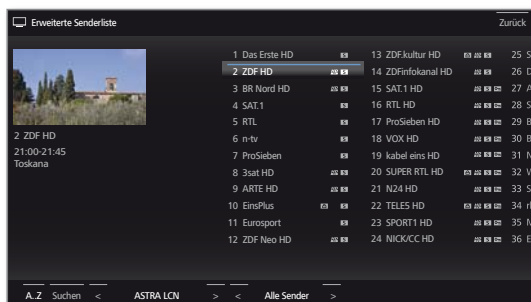 Erweiterte Senderliste
Zurück
2 ZDF HD
21:00-21:45
Toskana
1 Das Erste HD
2 ZDF HD
3 BR Nord HD
4 SAT.1
5 RTL
6 n-tv
7 ProSieben
8 3sat HD
9 ARTE HD
10 EinsPlus
11 Eurosport
12 ZDF Neo HD
13 ZDF.kultur HD
14 ZDFinfokanal HD
15 SAT.1 HD
16 RTL HD
17 ProSieben HD
18 VOX HD
19 kabel eins HD
20 SUPER RTL HD
21 N24 HD
22 TELE5 HD
23 SPORT1 HD
24 NICK/CC HD
25 S
26
27
28 S
29 B
30
31
32
33 S
34
35
36 E
A..Z Suchen < ASTRA LCN > < Alle Sender >